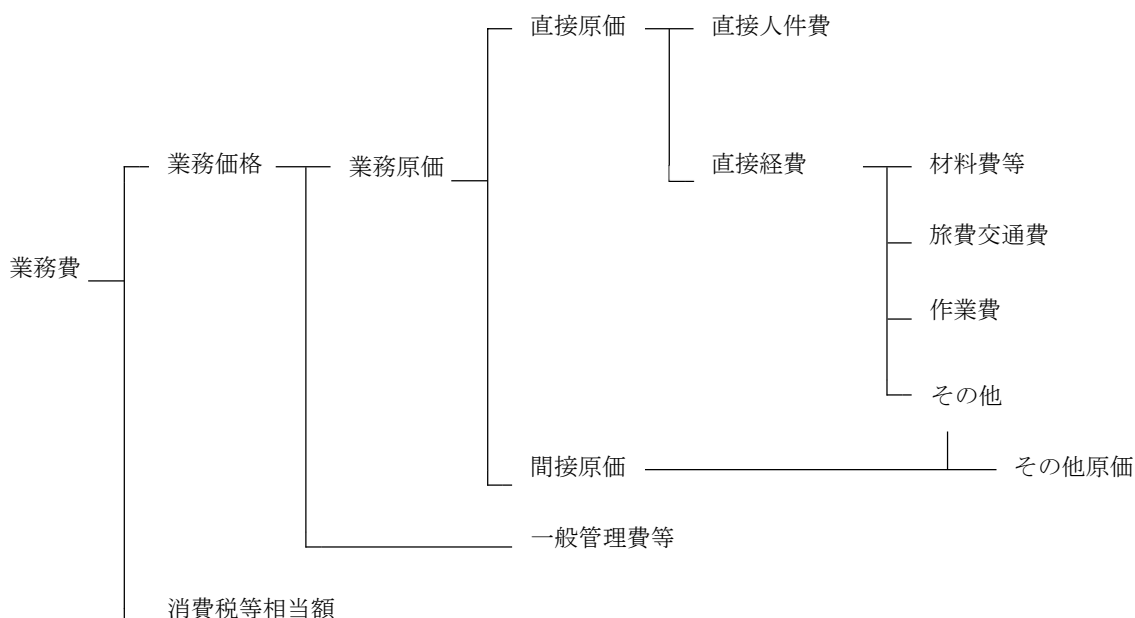 直接原価
直接人件費
業務価格
業務原価
直接経費
材料費等
旅費交通費
業務費
作業費
その他
間接原価
その他原価
一般管理費等
消費税等相当額